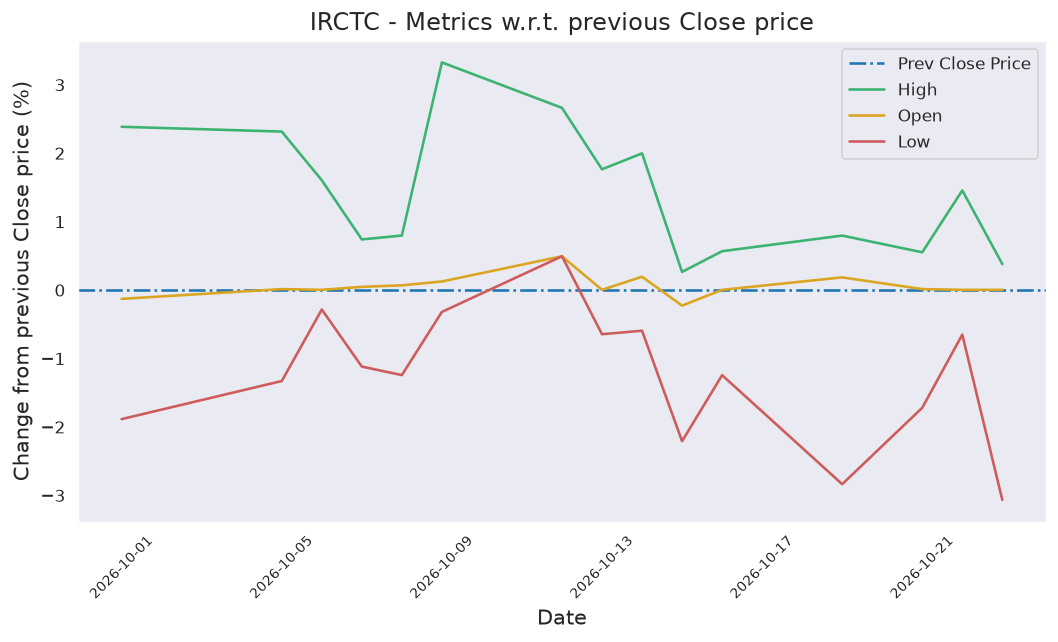 IRCTC - Metrics w.r.t. previous Close price
Change from previous Close price (%)
3
2
1
0
−1
−2
−3
Prev Close Price
High
Open
Low
2026-10-01
2026-10-05
2026-10-09
2026-10-13
2026-10-17
2026-10-21
Date